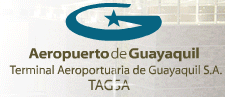 Aeropuerto de Guayaquil
Terminal Aeroportuaria de Guayaquil S.A.
TAGSA